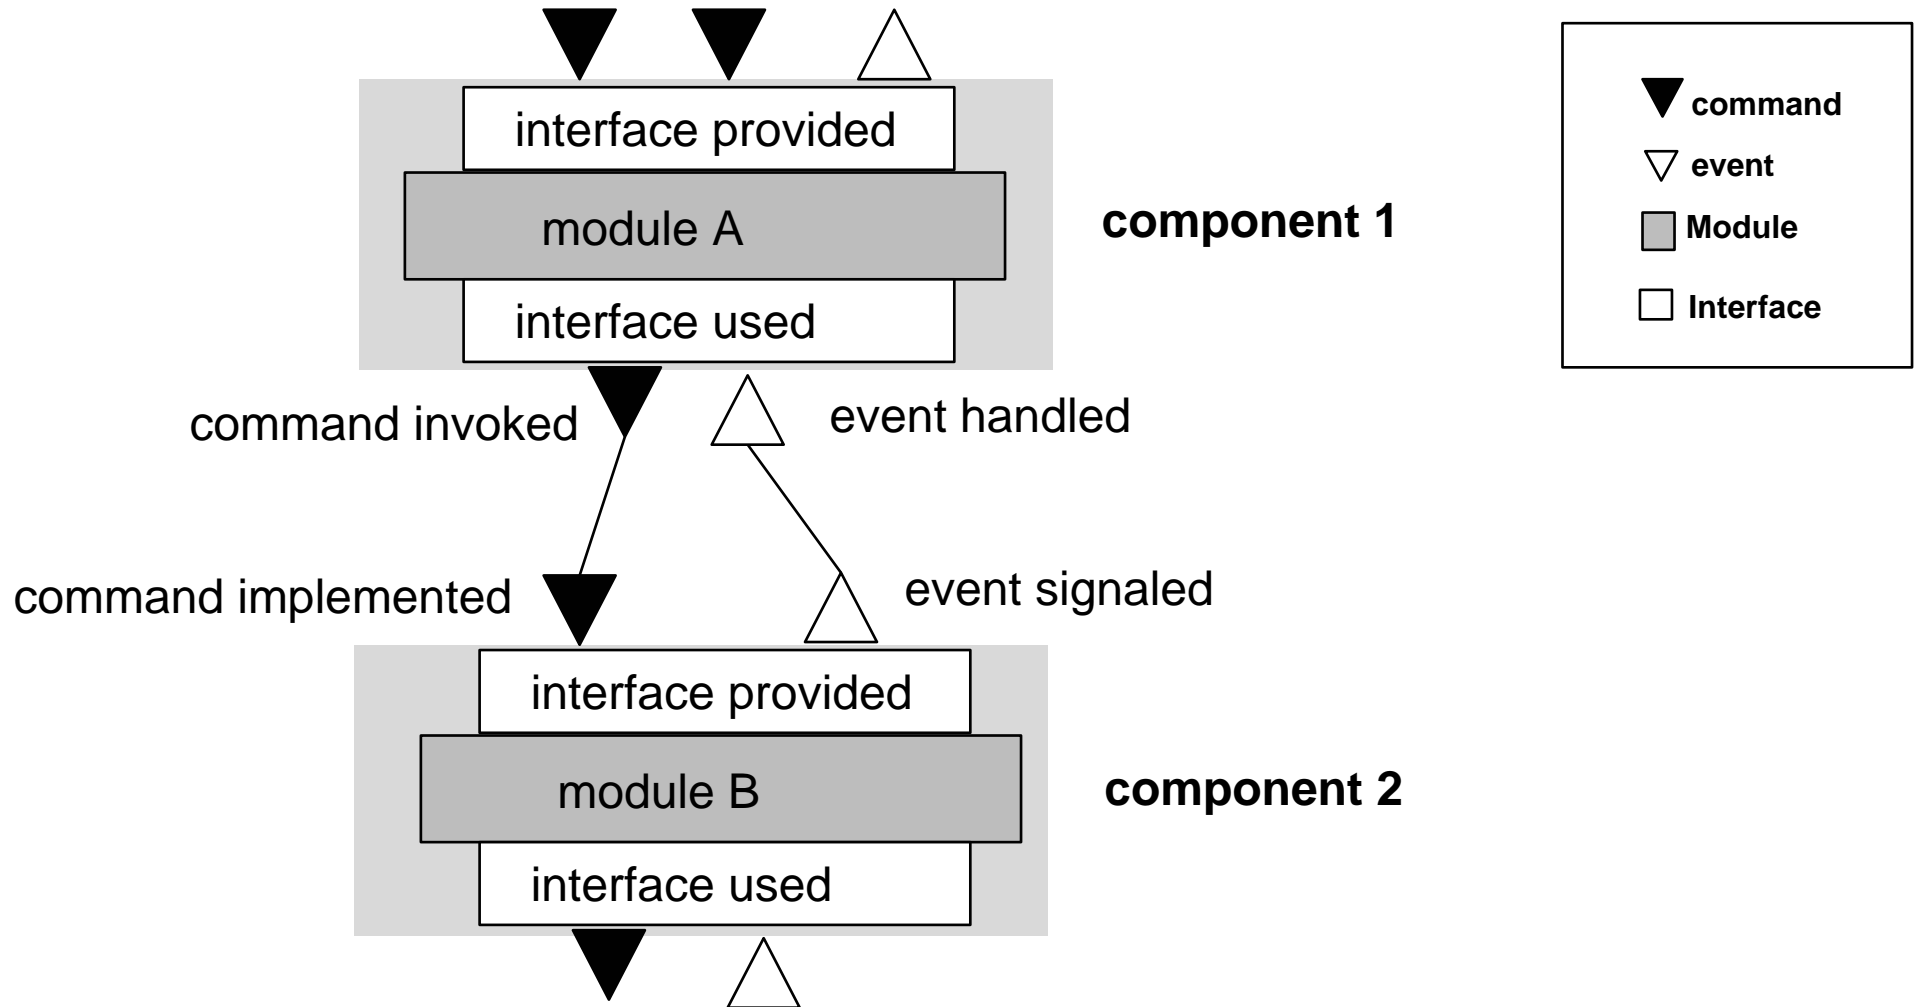 interface provided
module A
interface used
component 1
command
event
Module
Interface
command invoked
event handled
command implemented
event signaled
interface provided
module B
interface used
component 2